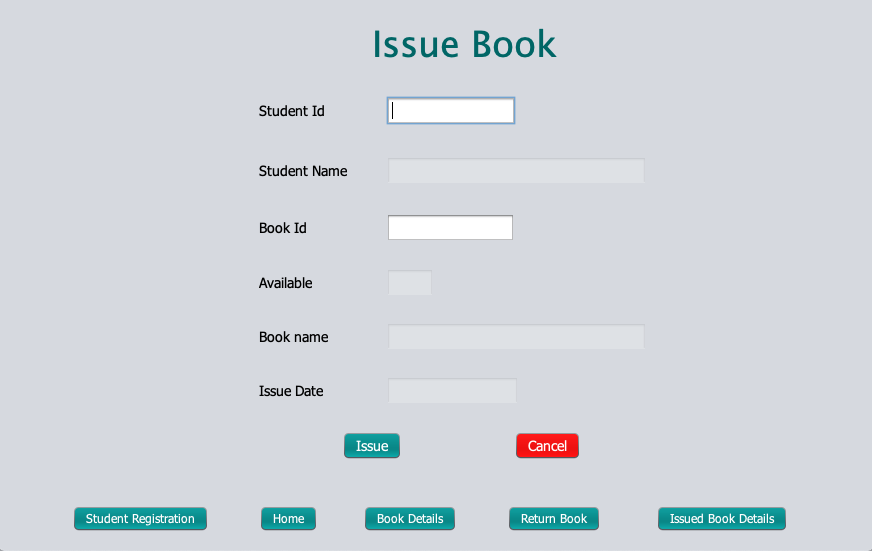 Issue Book
Student Id
Student Name
Book Id
Available
Book name
Issue Date
Issue Cancel
Student Registration Home Book Details Return Book Issued Book Details